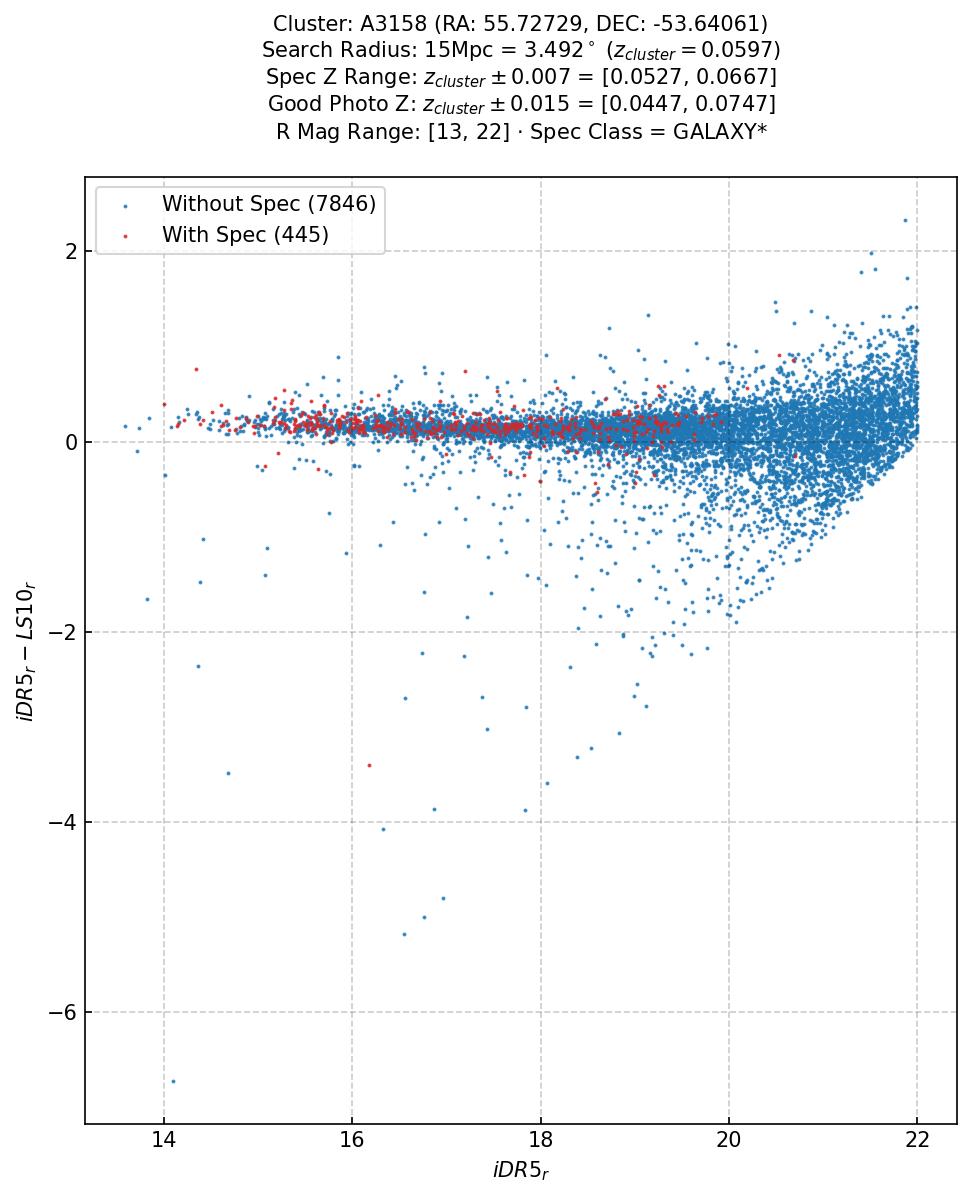 Cluster: A3158 (RA: 55.72729, DEC: -53.64061)
Search Radius: 15Mpc = 3.492° (z_cluster = 0.0597)
Spec Z Range: z_cluster ± 0.007 = [0.0527, 0.0667]
Good Photo Z: z_cluster ± 0.015 = [0.0447, 0.0747]
R Mag Range: [13, 22] · Spec Class = GALAXY*
Without Spec (7846)
With Spec (445)
2
0
−2
−4
−6
iDR5_r − LS10_r
14 16 18 20 22
iDR5_r